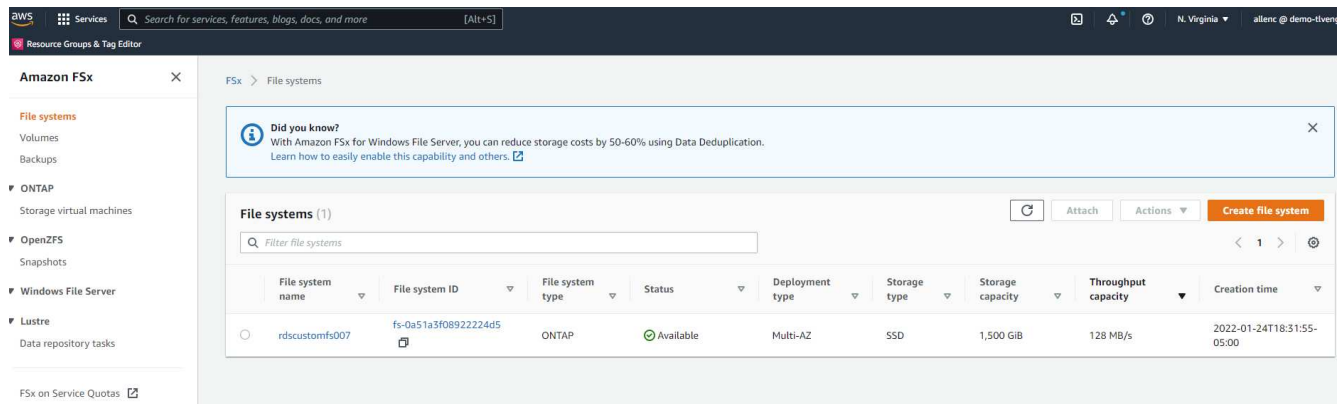 aws Services Search for services, features, blogs, docs, and more [Alt+S] N. Virginia ▼ allenc @ demo-tlveng
Resource Groups & Tag Editor
Amazon FSx
File systems
Volumes
Backups
ONTAP
Storage virtual machines
OpenZFS
Snapshots
Windows File Server
Lustre
Data repository tasks
FSx on Service Quotas
FSx > File systems
Did you know?
With Amazon FSx for Windows File Server, you can reduce storage costs by 50-60% using Data Deduplication.
Learn how to easily enable this capability and others.
File systems (1)
Attach Actions ▼ Create file system
Filter file systems
< 1 >
File system name File system ID File system type Status Deployment type Storage type Storage capacity Throughput capacity Creation time
rdscustomfs007 fs-0a51a3f08922224d5 ONTAP Available Multi-AZ SSD 1,500 GiB 128 MB/s 2022-01-24T18:31:55-05:00